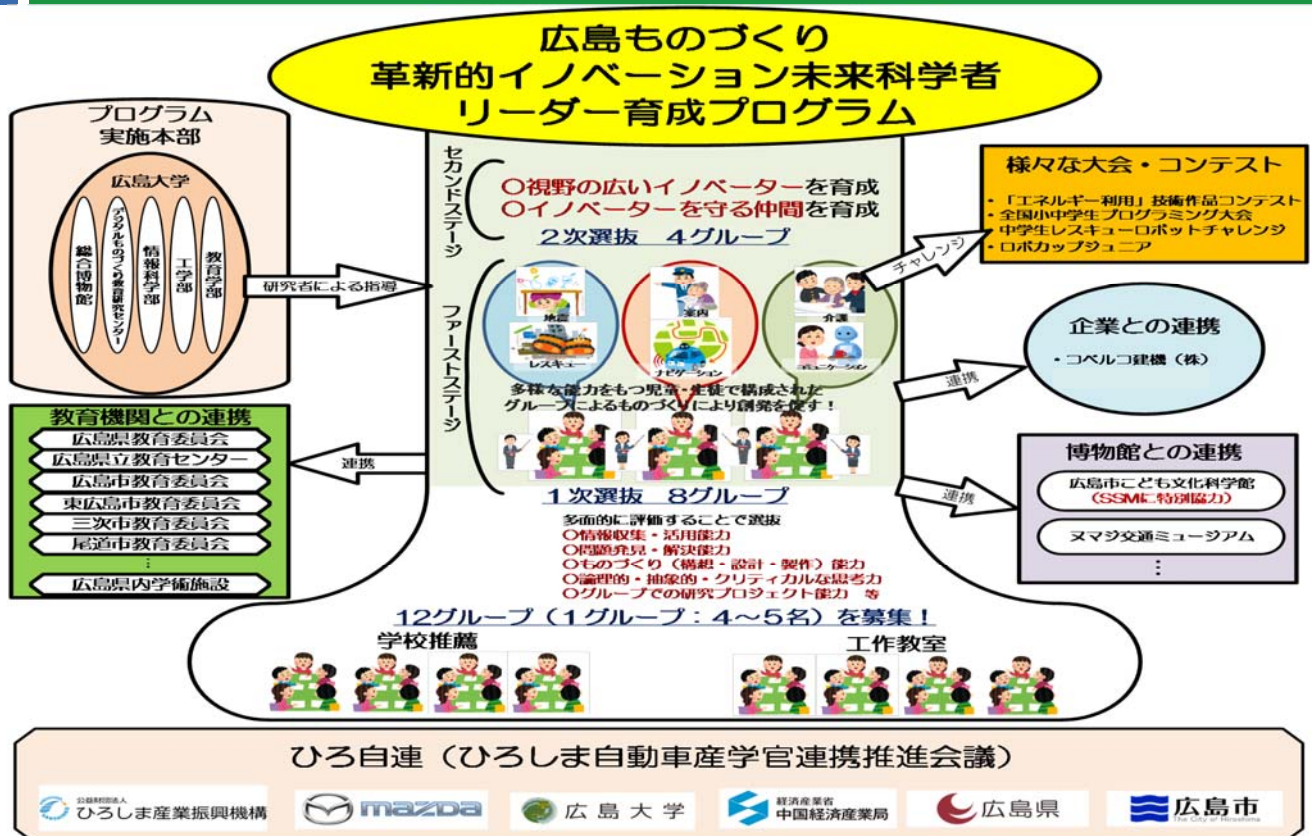 広島ものづくり
革新的イノベーション未来科学者
リーダー育成プログラム
プログラム
実施本部
広島大学
総合博物館
デジタルものづくり教育研究センター
情報科学部
工学部
教育学部
研究者による指導
教育機関との連携
広島県教育委員会
広島県立教育センター
広島市教育委員会
東広島市教育委員会
三次市教育委員会
尾道市教育委員会
⋮
広島県内学術施設
連携
セカンドステージ
〇視野の広いイノベーターを育成
〇イノベーターを守る仲間を育成
2次選抜 4グループ
ファーストステージ
地震
レスキュー
案内
ナビゲーション
介護
コミュニケーション
多様な能力をもつ児童・生徒で構成された
グループによるものづくりにより創発を促す!
1次選抜 8グループ
多面的に評価することで選抜
〇情報収集・活用能力
〇問題発見・解決能力
〇ものづくり(構想・設計・製作)能力
〇論理的・抽象的・クリティカルな思考力
〇グループでの研究プロジェクト能力 等
12グループ(1グループ:4~5名)を募集!
学校推薦
工作教室
チャレンジ
様々な大会・コンテスト
・「エネルギー利用」技術作品コンテスト
・全国小中学生プログラミング大会
・中学生レスキューロボットチャレンジ
・ロボカップジュニア
連携
企業との連携
・コベルコ建機(株)
連携
博物館との連携
広島市こども文化科学館
(SSMに特別協力)
ヌマジ交通ミュージアム
⋮
ひろ自連(ひろしま自動車産学官連携推進会議)
公益財団法人
ひろしま産業振興機構
mazda
広島大学
経済産業省
中国経済産業局
広島県
広島市
The City of Hiroshima